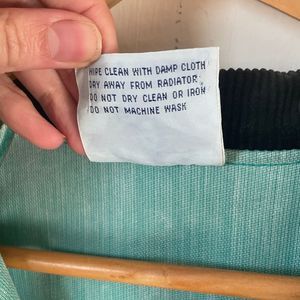 WIPE CLEAN WITH DAMP CLOTH
DRY AWAY FROM RADIATOR
DO NOT DRY CLEAN OR IRON
DO NOT MACHINE WASH